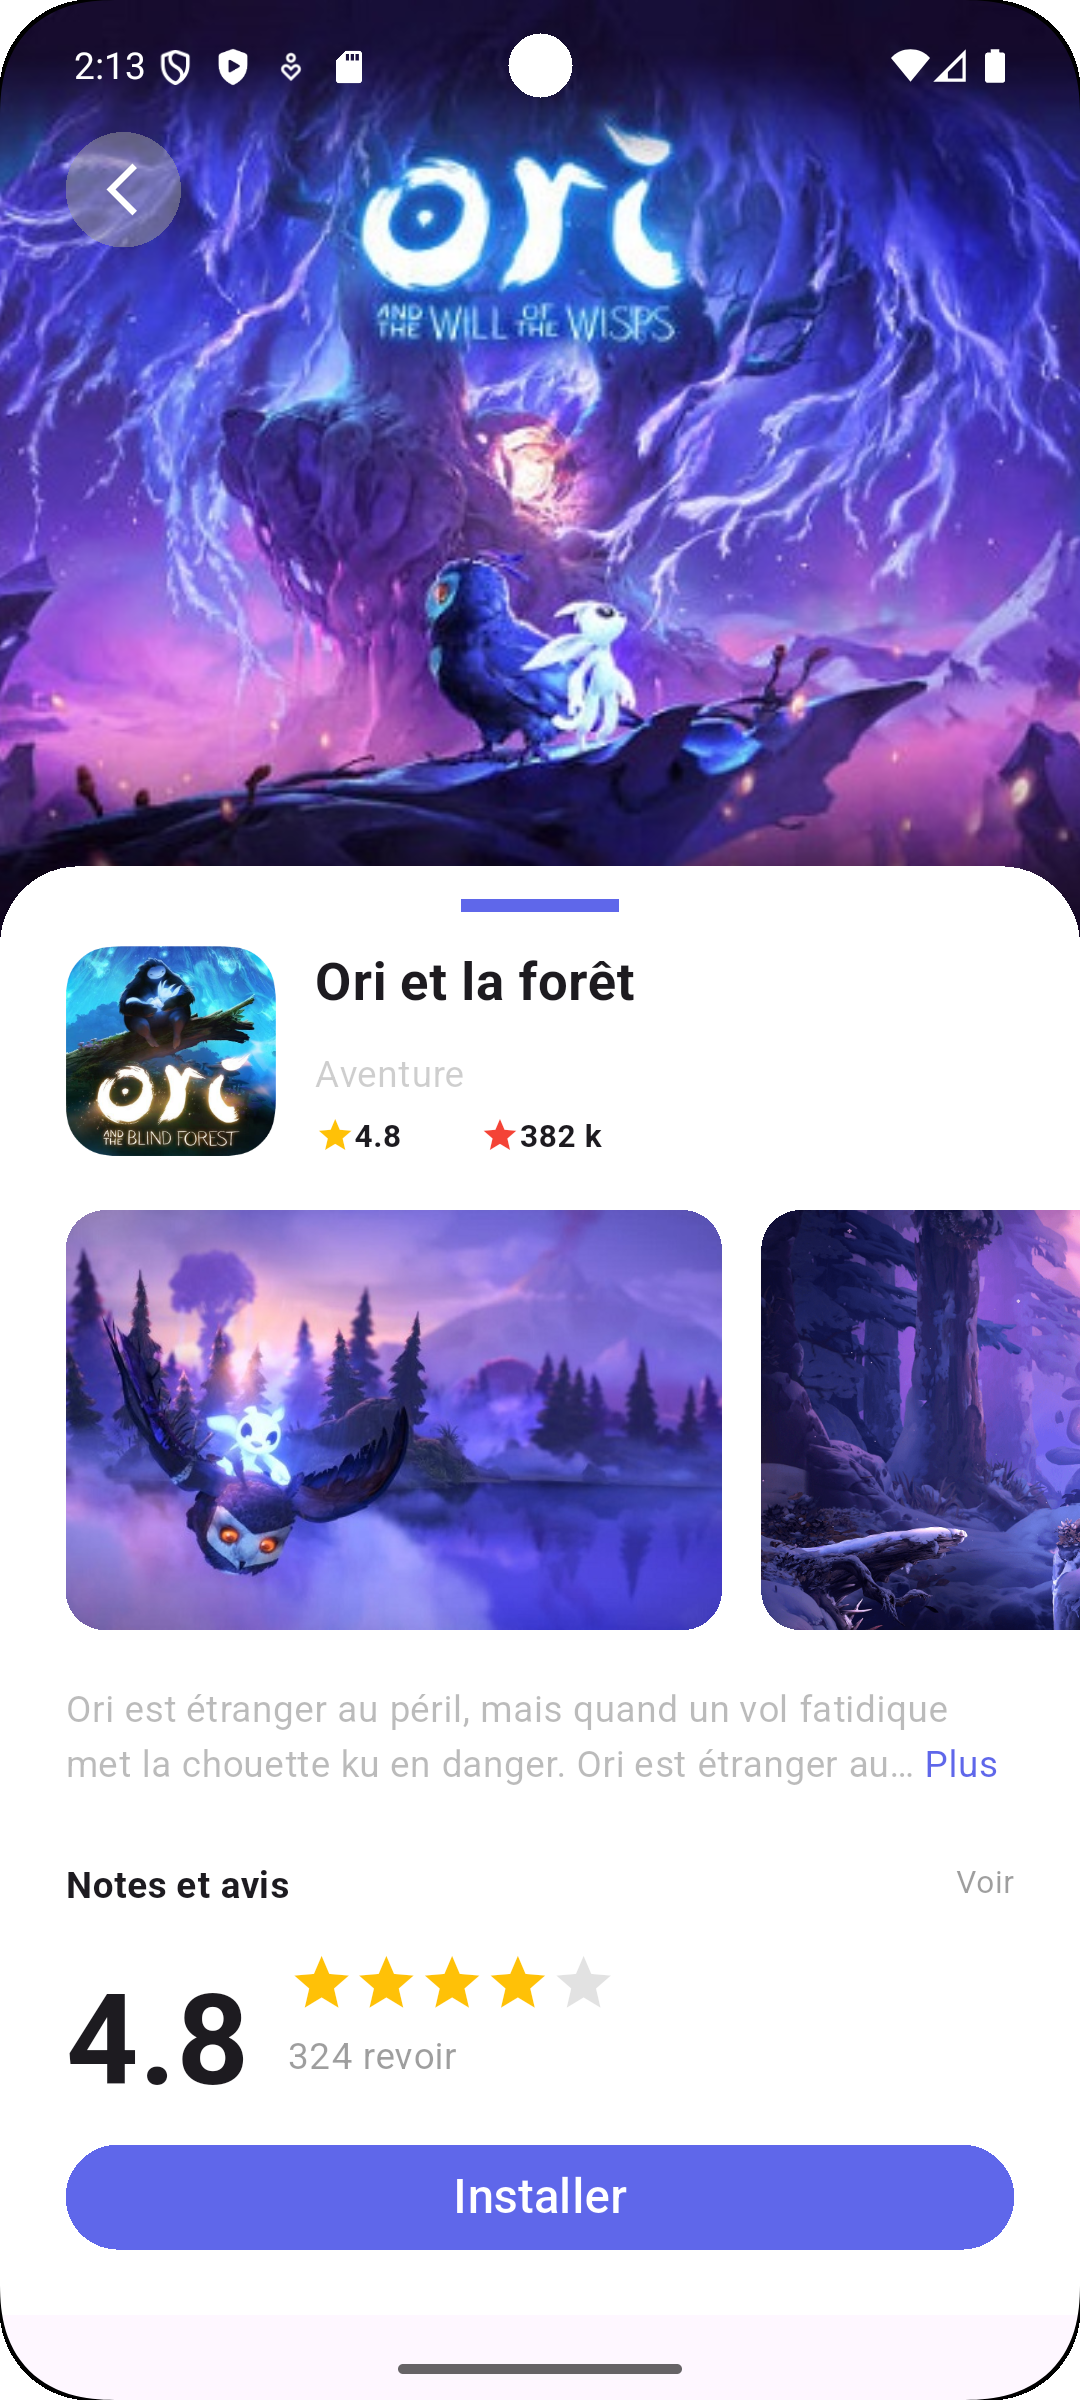 2:13
ori
AND THE WILL OF THE WISPS
Ori et la forêt
Aventure
4.8 382 k
ori
AND THE BLIND FOREST
Ori est étranger au péril, mais quand un vol fatidique
met la chouette ku en danger. Ori est étranger au... Plus
Notes et avis Voir
4.8
324 revoir
Installer